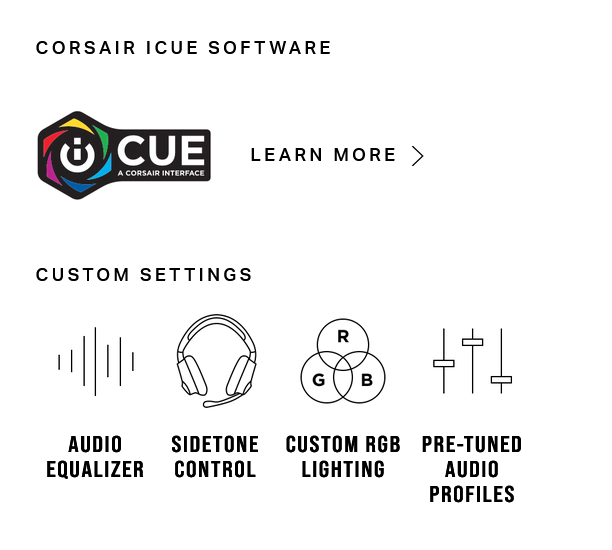 CORSAIR ICUE SOFTWARE
i CUE
A CORSAIR INTERFACE
LEARN MORE
CUSTOM SETTINGS
R
G B
AUDIO EQUALIZER
SIDETONE CONTROL
CUSTOM RGB LIGHTING
PRE-TUNED AUDIO PROFILES